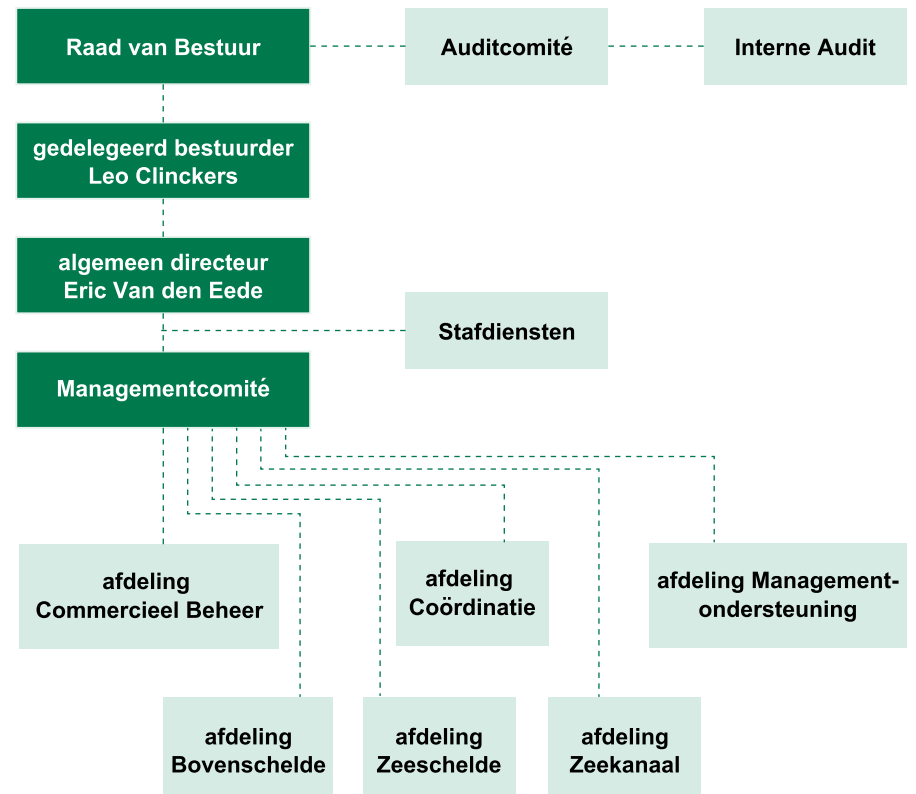 Raad van Bestuur
Auditcomité
Interne Audit
gedelegeerd bestuurder
Leo Clinckers
algemeen directeur
Eric Van den Eede
Stafdiensten
Managementcomité
afdeling
Commercieel Beheer
afdeling
Coördinatie
afdeling Management-
ondersteuning
afdeling
Bovenschelde
afdeling
Zeeschelde
afdeling
Zeekanaal